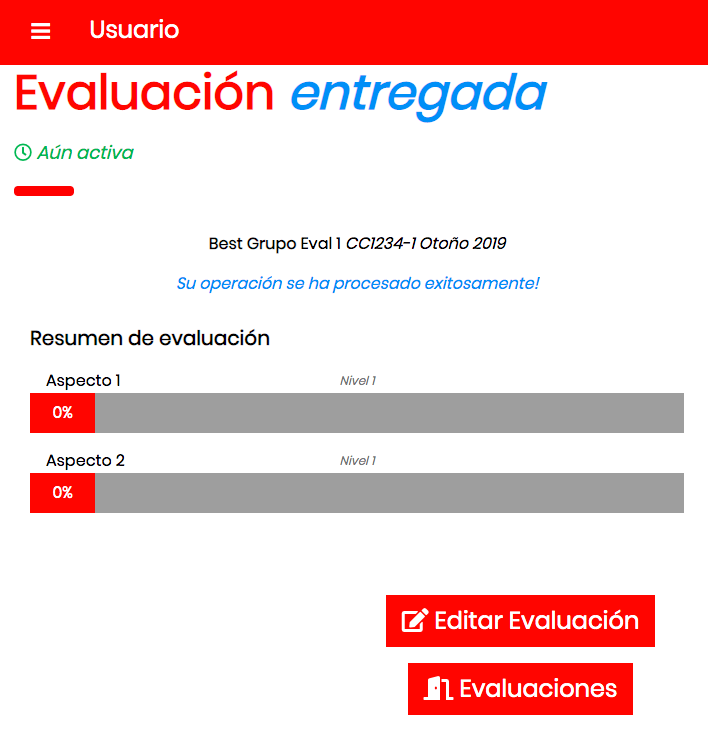 Usuario
Evaluación entregada
Aún activa
Best Grupo Eval 1 CC1234-1 Otoño 2019
Su operación se ha procesado exitosamente!
Resumen de evaluación
Aspecto 1 Nivel 1
0%
Aspecto 2 Nivel 1
0%
Editar Evaluación
Evaluaciones